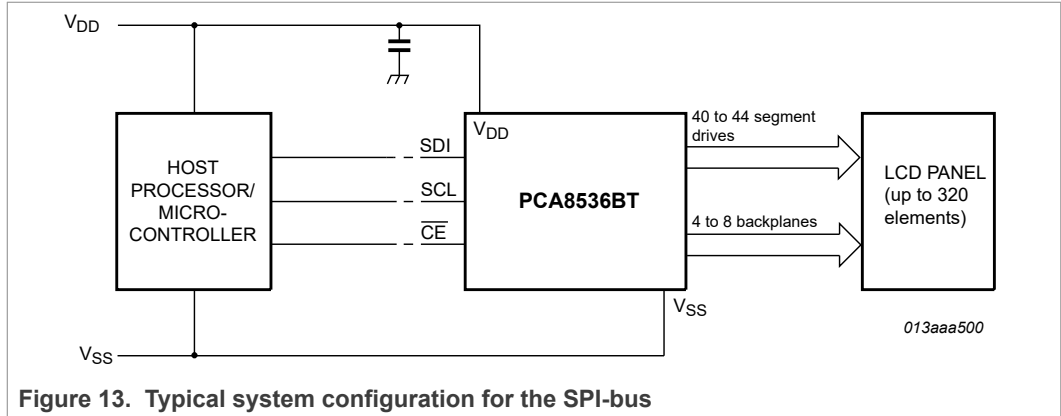 VDD
HOST
PROCESSOR/
MICRO-
CONTROLLER
SDI
SCL
CE
VDD
PCA8536BT
VSS
40 to 44 segment
drives
4 to 8 backplanes
LCD PANEL
(up to 320
elements)
VSS
013aaa500
Figure 13. Typical system configuration for the SPI-bus